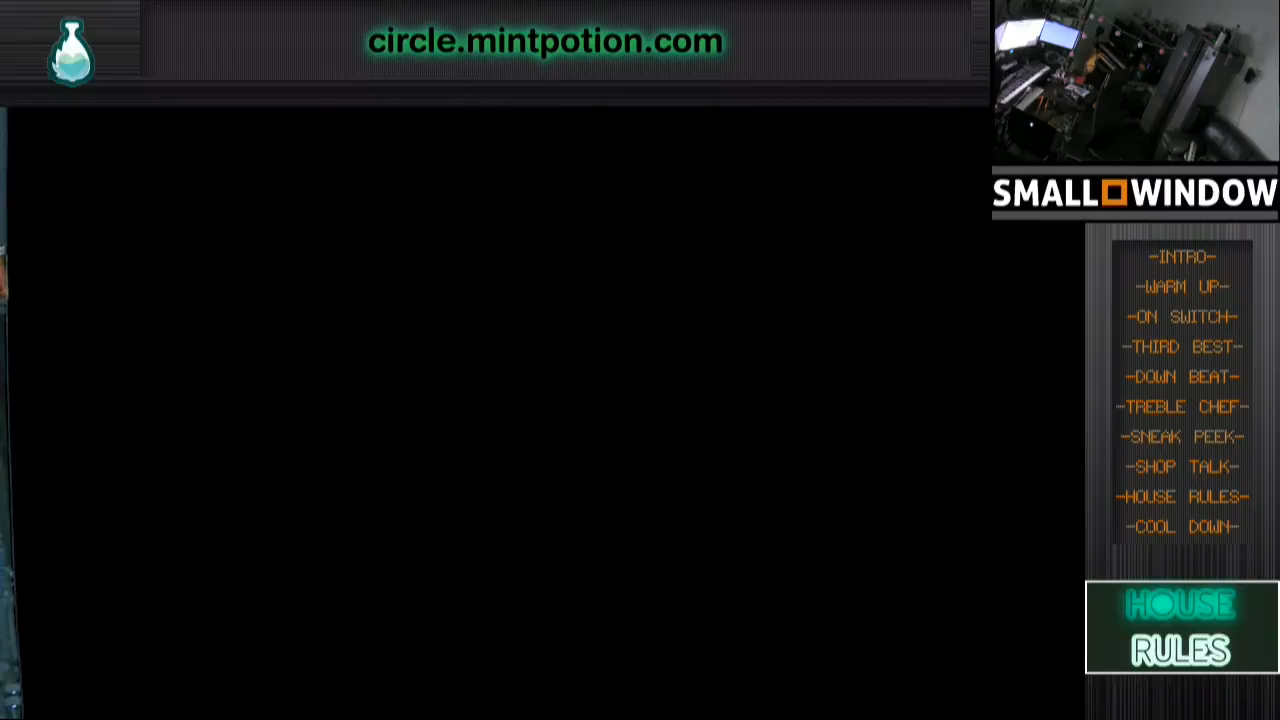 circle.mintpotion.com
SMALL WINDOW
-INTRO-
-WARM UP-
-ON SWITCH-
-THIRD BEST-
-DOWN BEAT-
-TREBLE CHEF-
-SNEAK PEEK-
-SHOP TALK-
-HOUSE RULES-
-COOL DOWN-
HOUSE
RULES